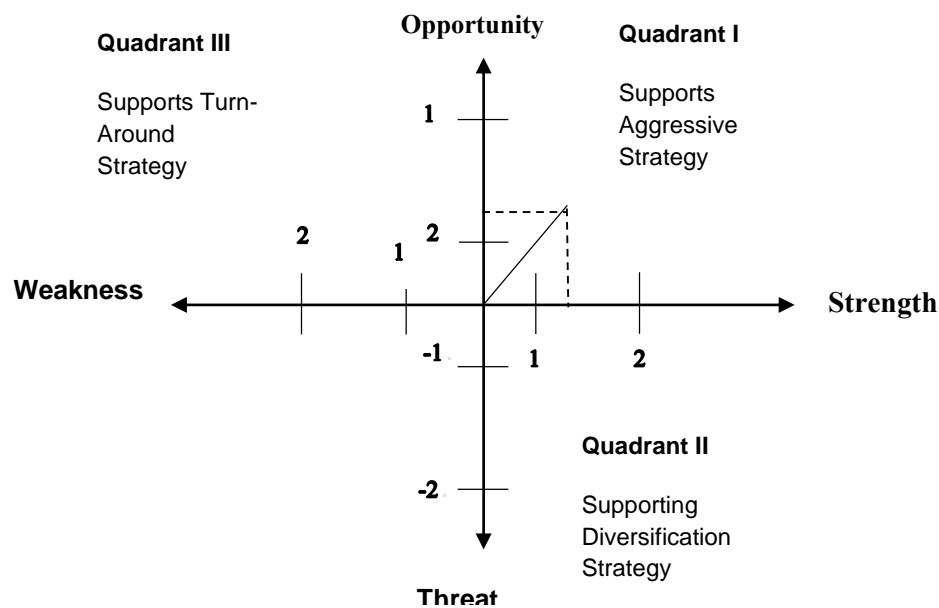 Opportunity
Quadrant III
Supports Turn-
Around
Strategy
Quadrant I
Supports
Aggressive
Strategy
1
2
2
1
Weakness
Strength
-1
1
2
Quadrant II
Supporting
Diversification
Strategy
-2
Threat